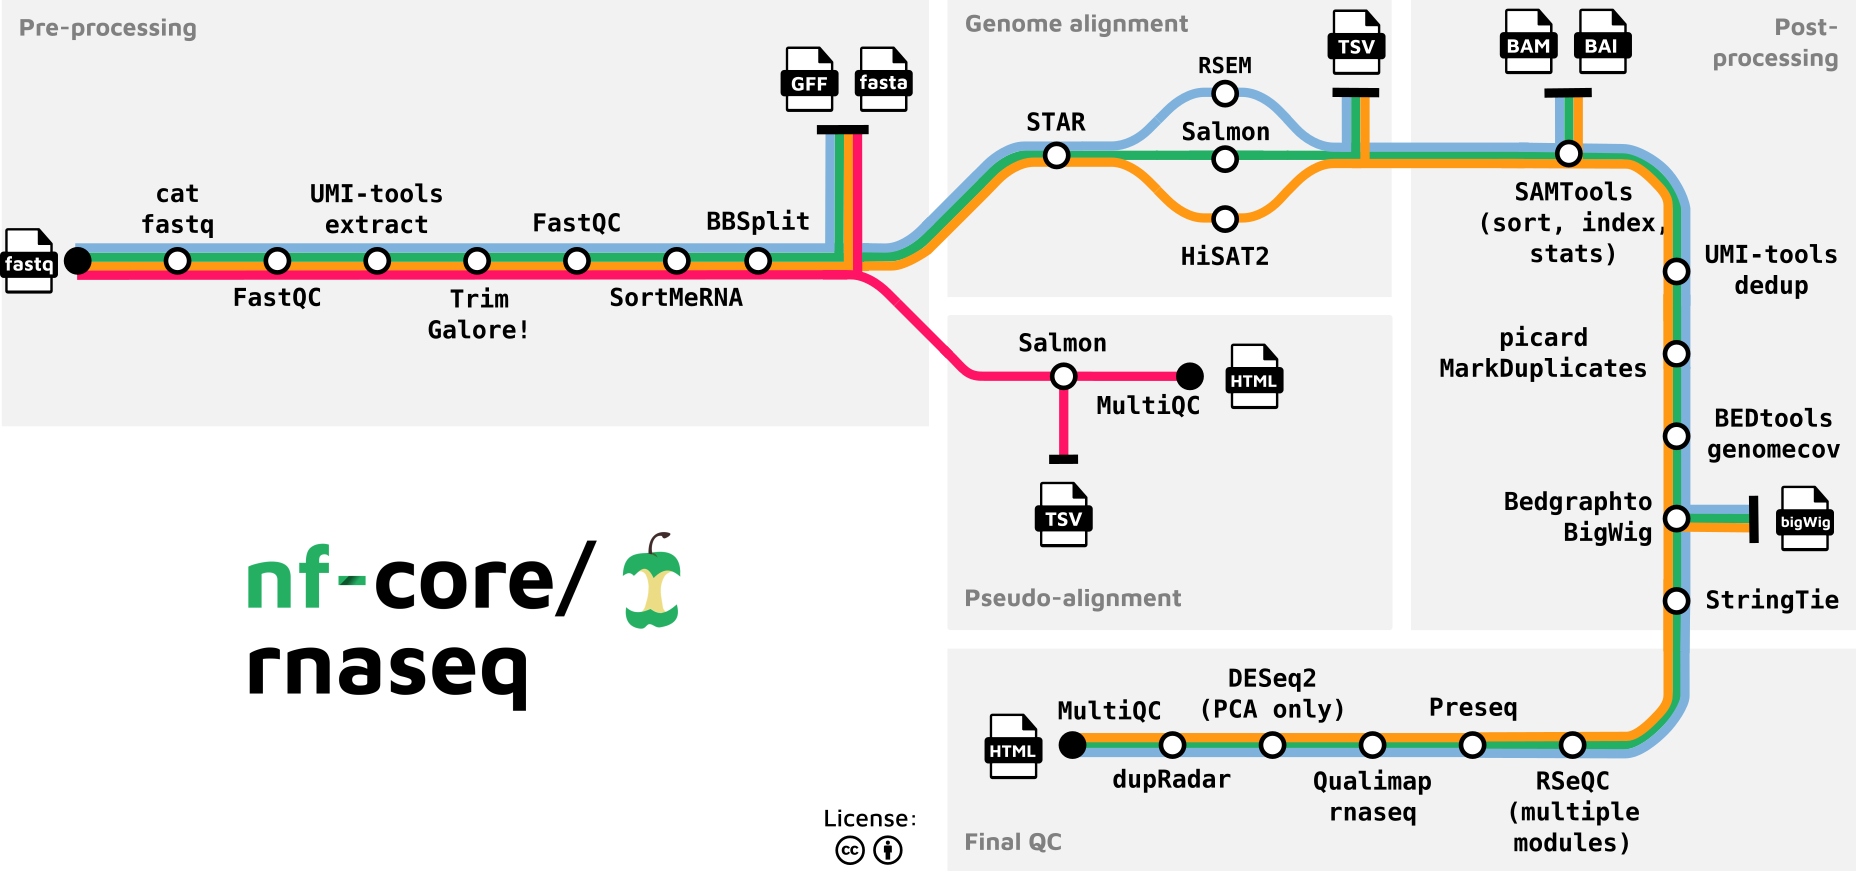 Pre-processing
GFF
fasta
cat
fastq
UMI-tools
extract
FastQC
BBSplit
fastq
FastQC
Trim
Galore!
SortMeRNA
Genome alignment
TSV
RSEM
STAR
Salmon
HiSAT2
Post-
processing
BAM
BAI
SAMTools
(sort, index,
stats)
UMI-tools
dedup
picard
MarkDuplicates
BEDtools
genomecov
Bedgraphto
BigWig
bigWig
StringTie
Salmon
HTML
MultiQC
TSV
Pseudo-alignment
nf-core/
rnaseq
DESeq2
(PCA only)
MultiQC
Preseq
HTML
dupRadar
Qualimap
rnaseq
RSeQC
(multiple
modules)
Final QC
License:
cc